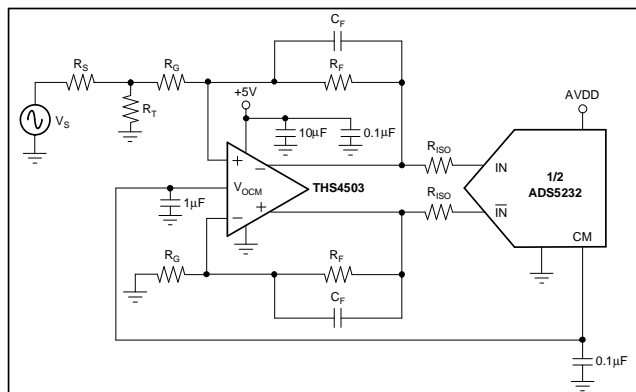 C_F
R_S
R_G
R_F
+5V
AVDD
R_T
V_S
10μF
0.1μF
R_ISO
+
−
IN
V_OCM
THS4503
1/2
ADS5232
1μF
R_ISO
−
+
IN
CM
R_G
R_F
C_F
0.1μF